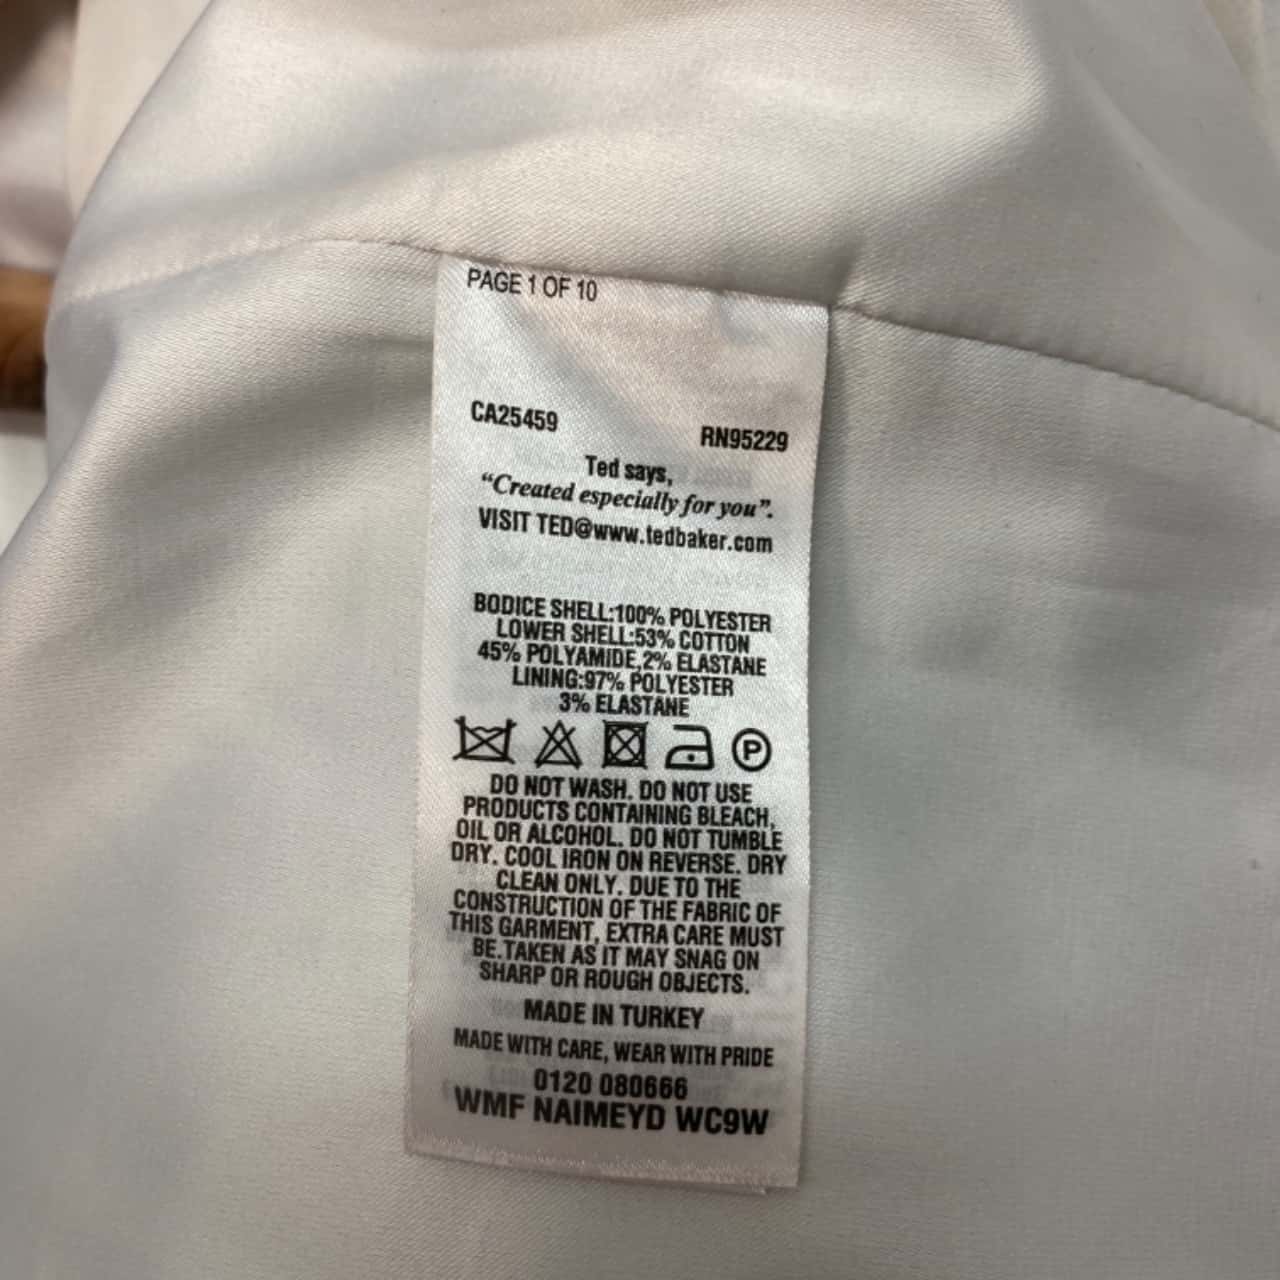 PAGE 1 OF 10
CA25459
RN95229
Ted says,
“Created especially for you”.
VISIT TED@www.tedbaker.com
BODICE SHELL:100% POLYESTER
LOWER SHELL:53% COTTON
45% POLYAMIDE,2% ELASTANE
LINING:97% POLYESTER
3% ELASTANE
P
DO NOT WASH. DO NOT USE
PRODUCTS CONTAINING BLEACH,
OIL OR ALCOHOL. DO NOT TUMBLE
DRY. COOL IRON ON REVERSE. DRY
CLEAN ONLY. DUE TO THE
CONSTRUCTION OF THE FABRIC OF
THIS GARMENT, EXTRA CARE MUST
BE.TAKEN AS IT MAY SNAG ON
SHARP OR ROUGH OBJECTS.
MADE IN TURKEY
MADE WITH CARE, WEAR WITH PRIDE
0120 080666
WMF NAIMEYD WC9W